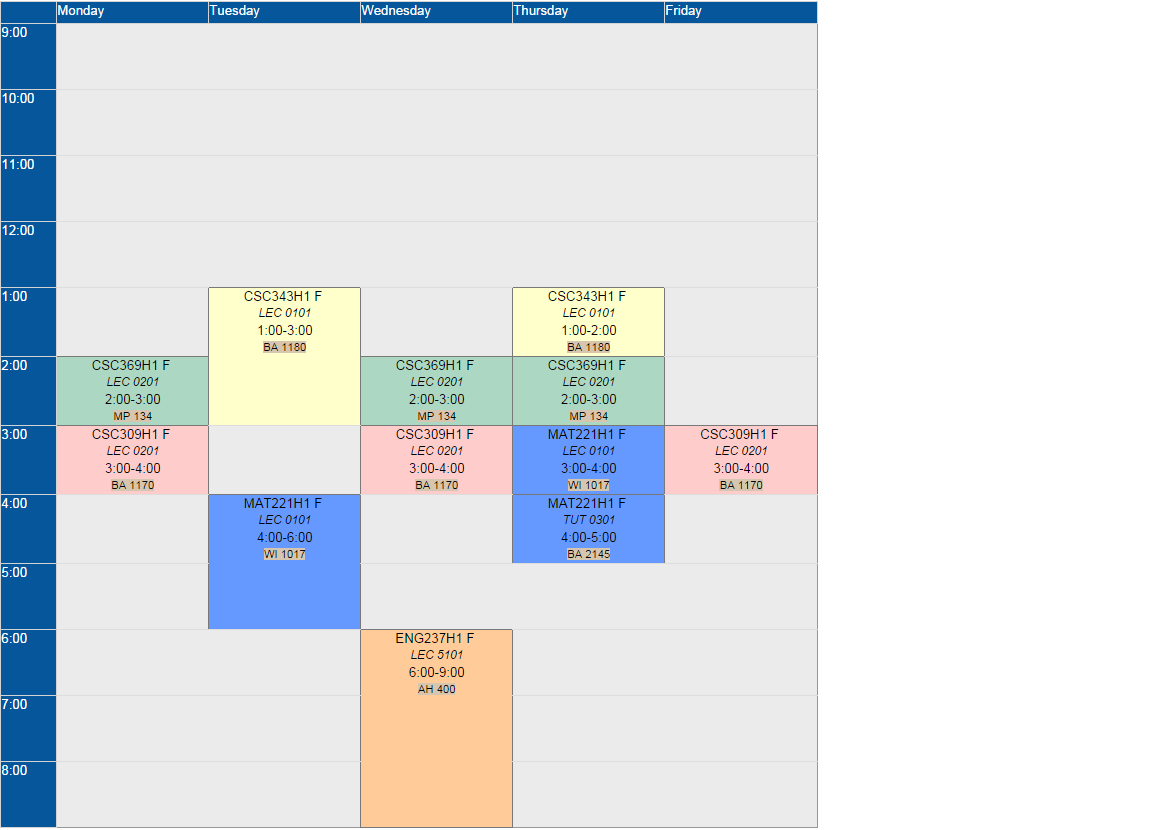 Monday Tuesday Wednesday Thursday Friday
9:00
10:00
11:00
12:00
1:00 CSC343H1 F CSC343H1 F
LEC 0101 LEC 0101
1:00-3:00 1:00-2:00
BA 1180 BA 1180
2:00 CSC369H1 F CSC369H1 F CSC369H1 F
LEC 0201 LEC 0201 LEC 0201
2:00-3:00 2:00-3:00 2:00-3:00
MP 134 MP 134 MP 134
3:00 CSC309H1 F CSC309H1 F MAT221H1 F CSC309H1 F
LEC 0201 LEC 0201 LEC 0101 LEC 0201
3:00-4:00 3:00-4:00 3:00-4:00 3:00-4:00
BA 1170 BA 1170 WI 1017 BA 1170
4:00 MAT221H1 F MAT221H1 F
LEC 0101 TUT 0301
4:00-6:00 4:00-5:00
WI 1017 BA 2145
5:00
6:00 ENG237H1 F
LEC 5101
6:00-9:00
AH 400
7:00
8:00